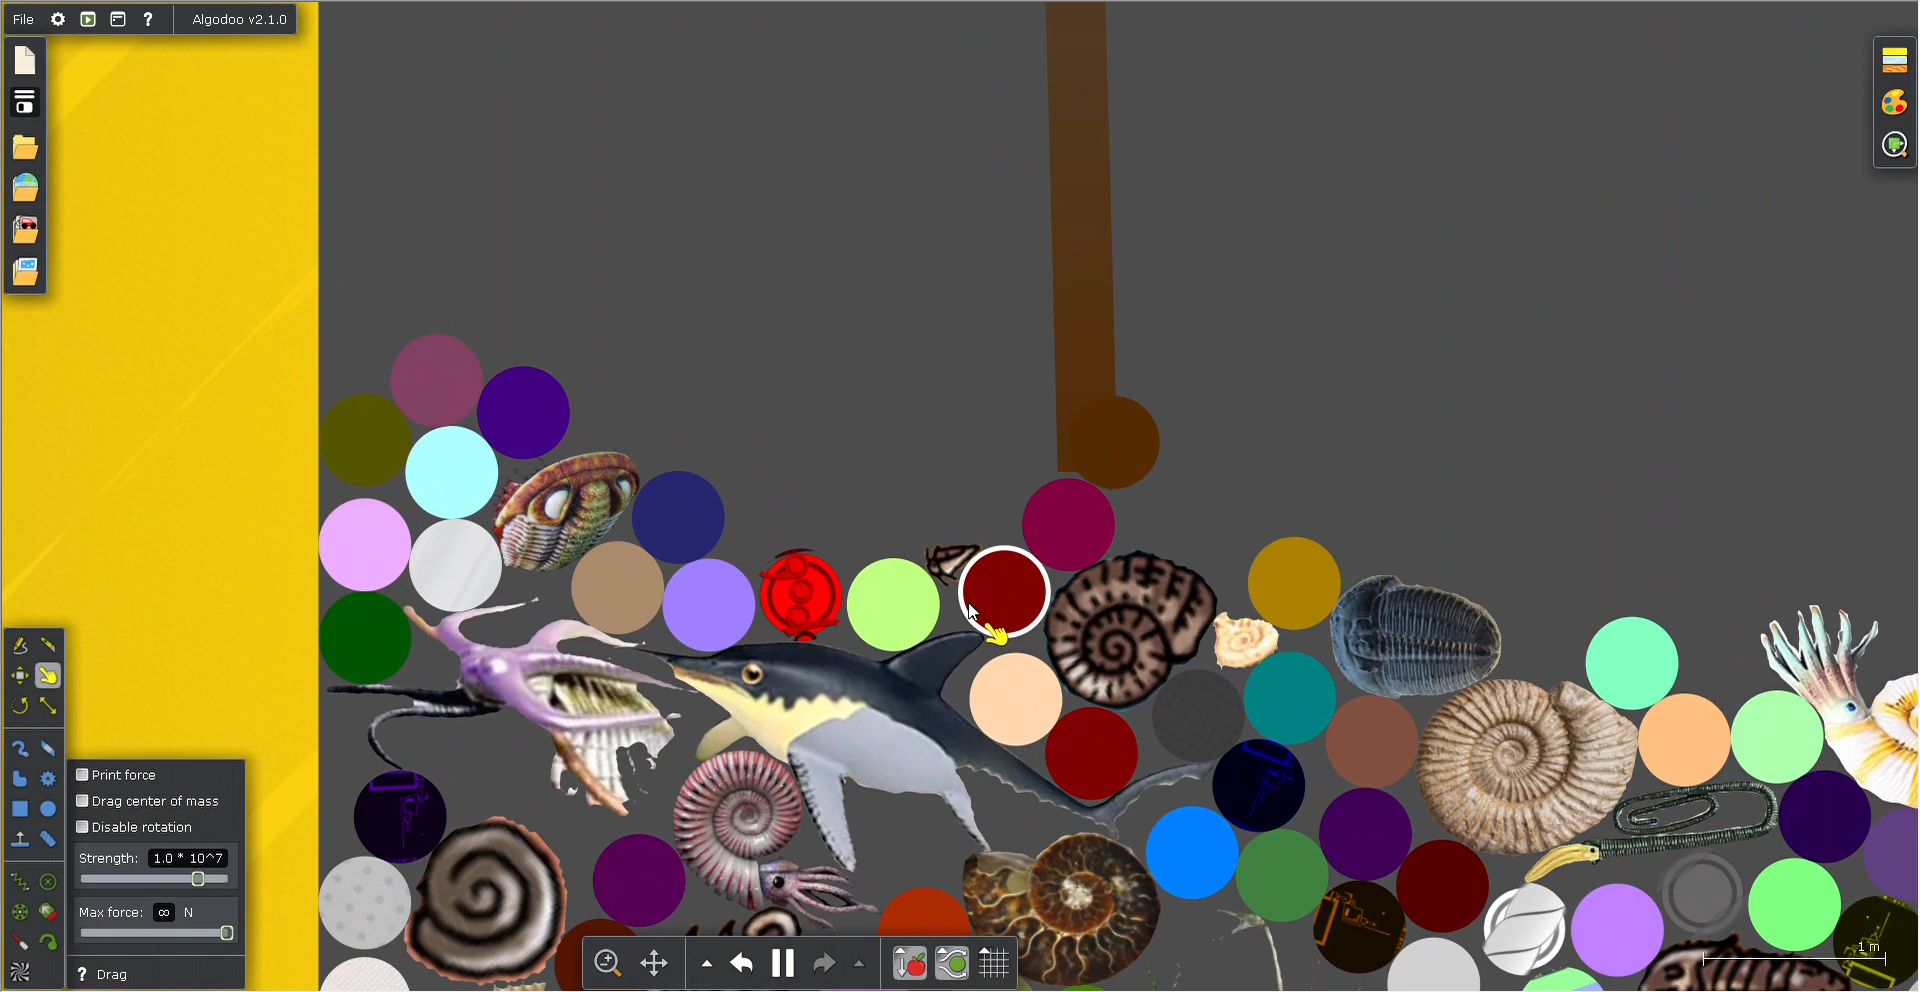 File ? Algodoo v2.1.0
Print force
Drag center of mass
Disable rotation
Strength: 1.0 * 10^7
Max force: ∞ N
? Drag
1 m